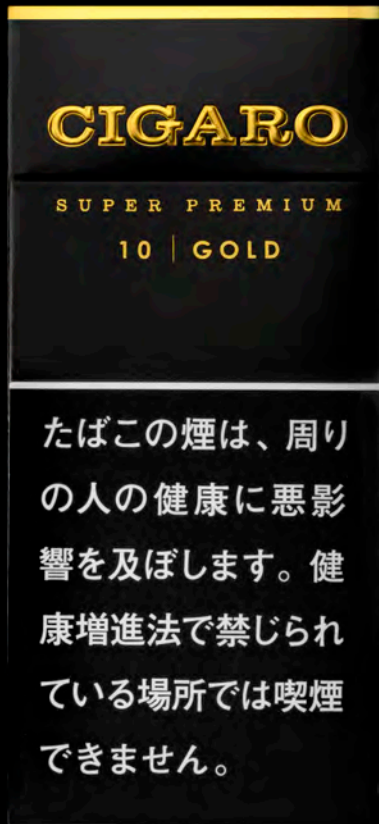 CIGARO
SUPER PREMIUM
10 | GOLD
たばこの煙は、周り
の人の健康に悪影
響を及ぼします。健
康増進法で禁じられ
ている場所では喫煙
できません。